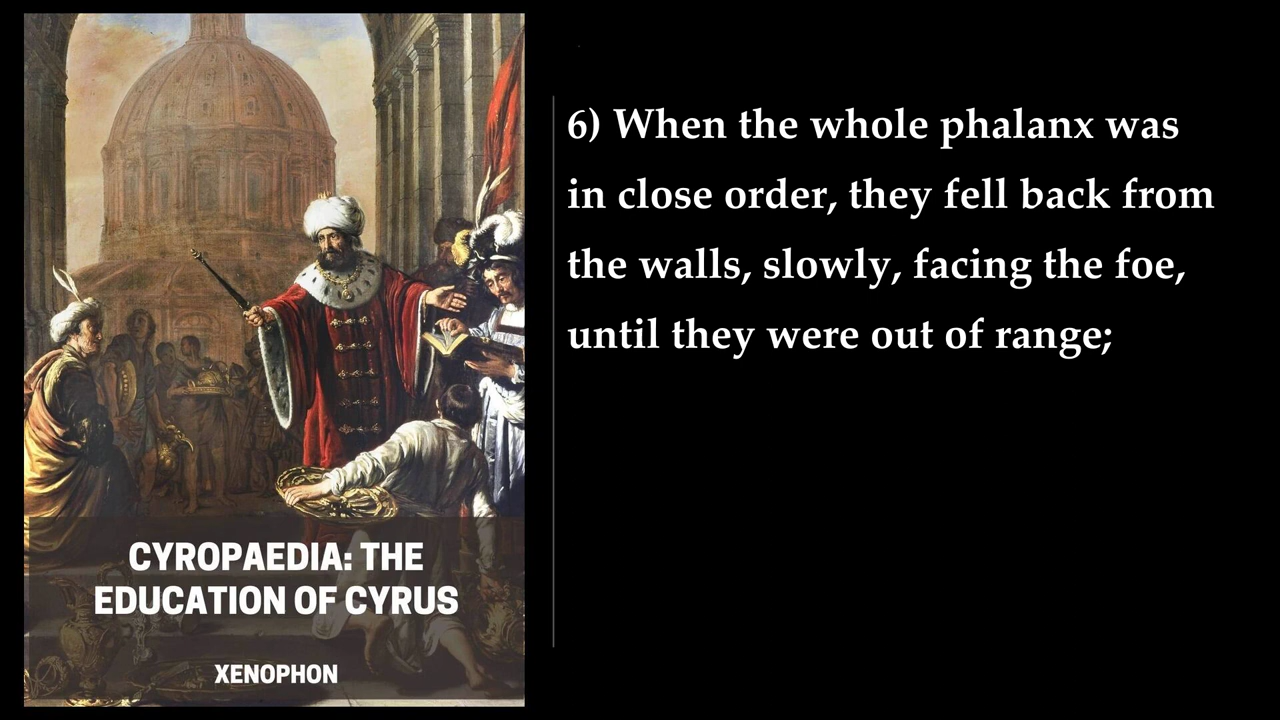 6) When the whole phalanx was
in close order, they fell back from
the walls, slowly, facing the foe,
until they were out of range;
CYROPAEDIA: THE
EDUCATION OF CYRUS
XENOPHON